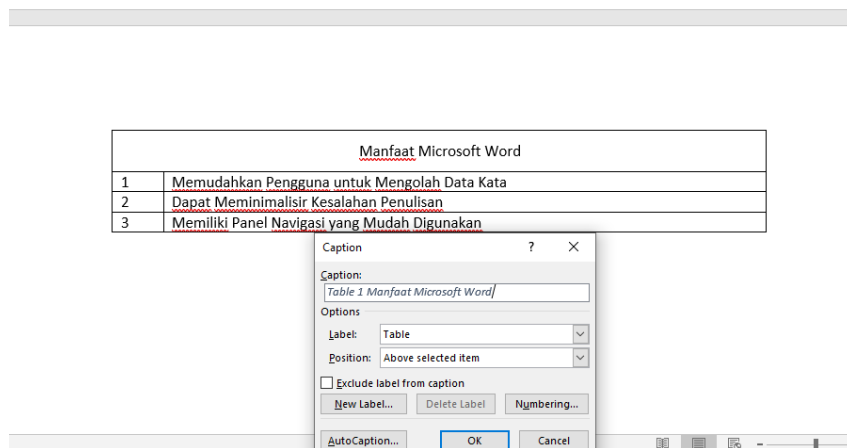 Manfaat Microsoft Word
1 Memudahkan Pengguna untuk Mengolah Data Kata
2 Dapat Meminimalisir Kesalahan Penulisan
3 Memiliki Panel Navigasi yang Mudah Digunakan
Caption ? ×
Caption:
Table 1 Manfaat Microsoft Word
Options
Label: Table
Position: Above selected item
Exclude label from caption
New Label... Delete Label Numbering...
AutoCaption... OK Cancel